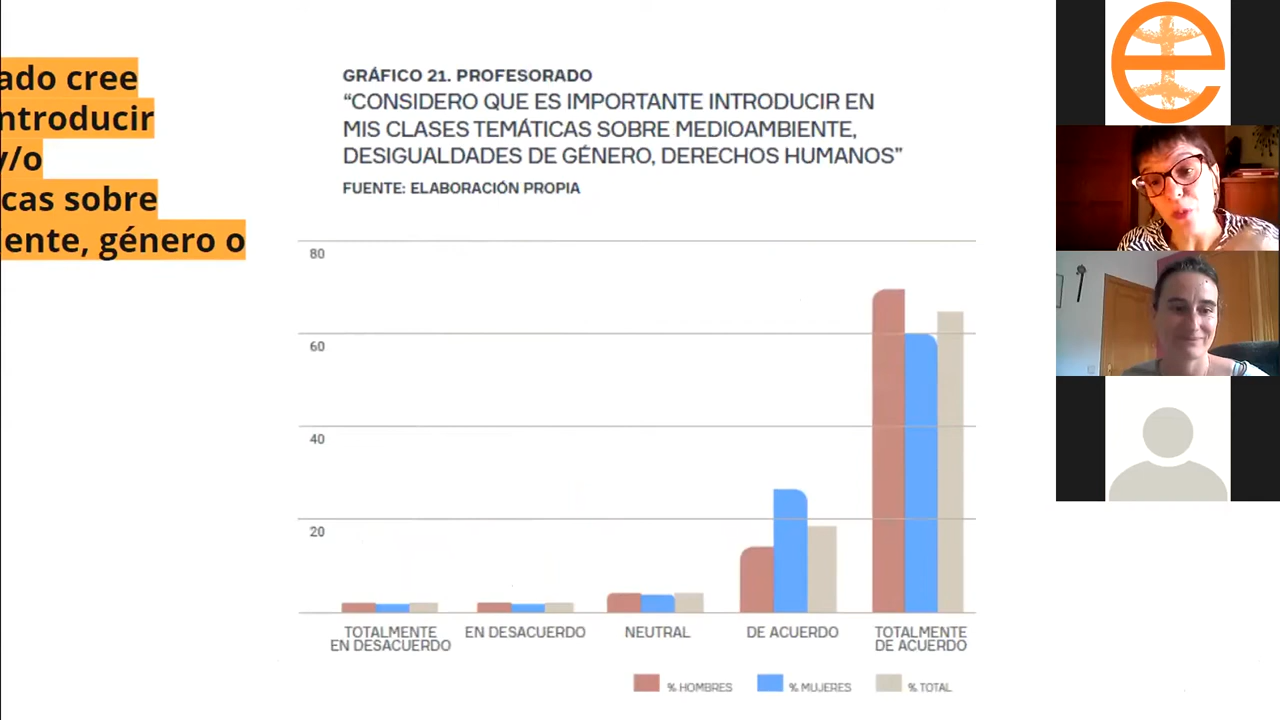 ado cree
ntroducir
y/o
cas sobre
ente, género o
GRÁFICO 21. PROFESORADO
“CONSIDERO QUE ES IMPORTANTE INTRODUCIR EN
MIS CLASES TEMÁTICAS SOBRE MEDIOAMBIENTE,
DESIGUALDADES DE GÉNERO, DERECHOS HUMANOS”
FUENTE: ELABORACIÓN PROPIA
80
60
40
20
TOTALMENTE
EN DESACUERDO
EN DESACUERDO
NEUTRAL
DE ACUERDO
TOTALMENTE
DE ACUERDO
% HOMBRES
% MUJERES
% TOTAL